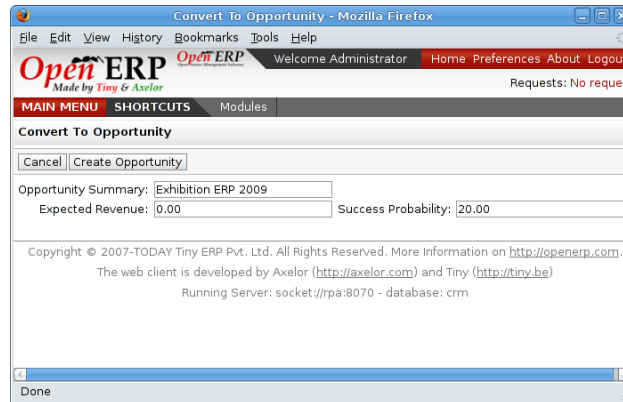 Convert To Opportunity - Mozilla Firefox
File Edit View History Bookmarks Tools Help
Open ERP
Made by Tiny & Axelor
Open ERP
Welcome Administrator
Home Preferences About
Requests: No
MAIN MENU SHORTCUTS Modules
Convert To Opportunity
Cancel Create Opportunity
Opportunity Summary: Exhibition ERP 2009
Expected Revenue: 0.00 Success Probability: 20.00
Copyright © 2007-TODAY Tiny ERP Pvt. Ltd. All Rights Reserved. More Information on http://openerp.com.
The web client is developed by Axelor (http://axelor.com) and Tiny (http://tiny.be)
Running Server: socket://rpa:8070 - database: crm
Done